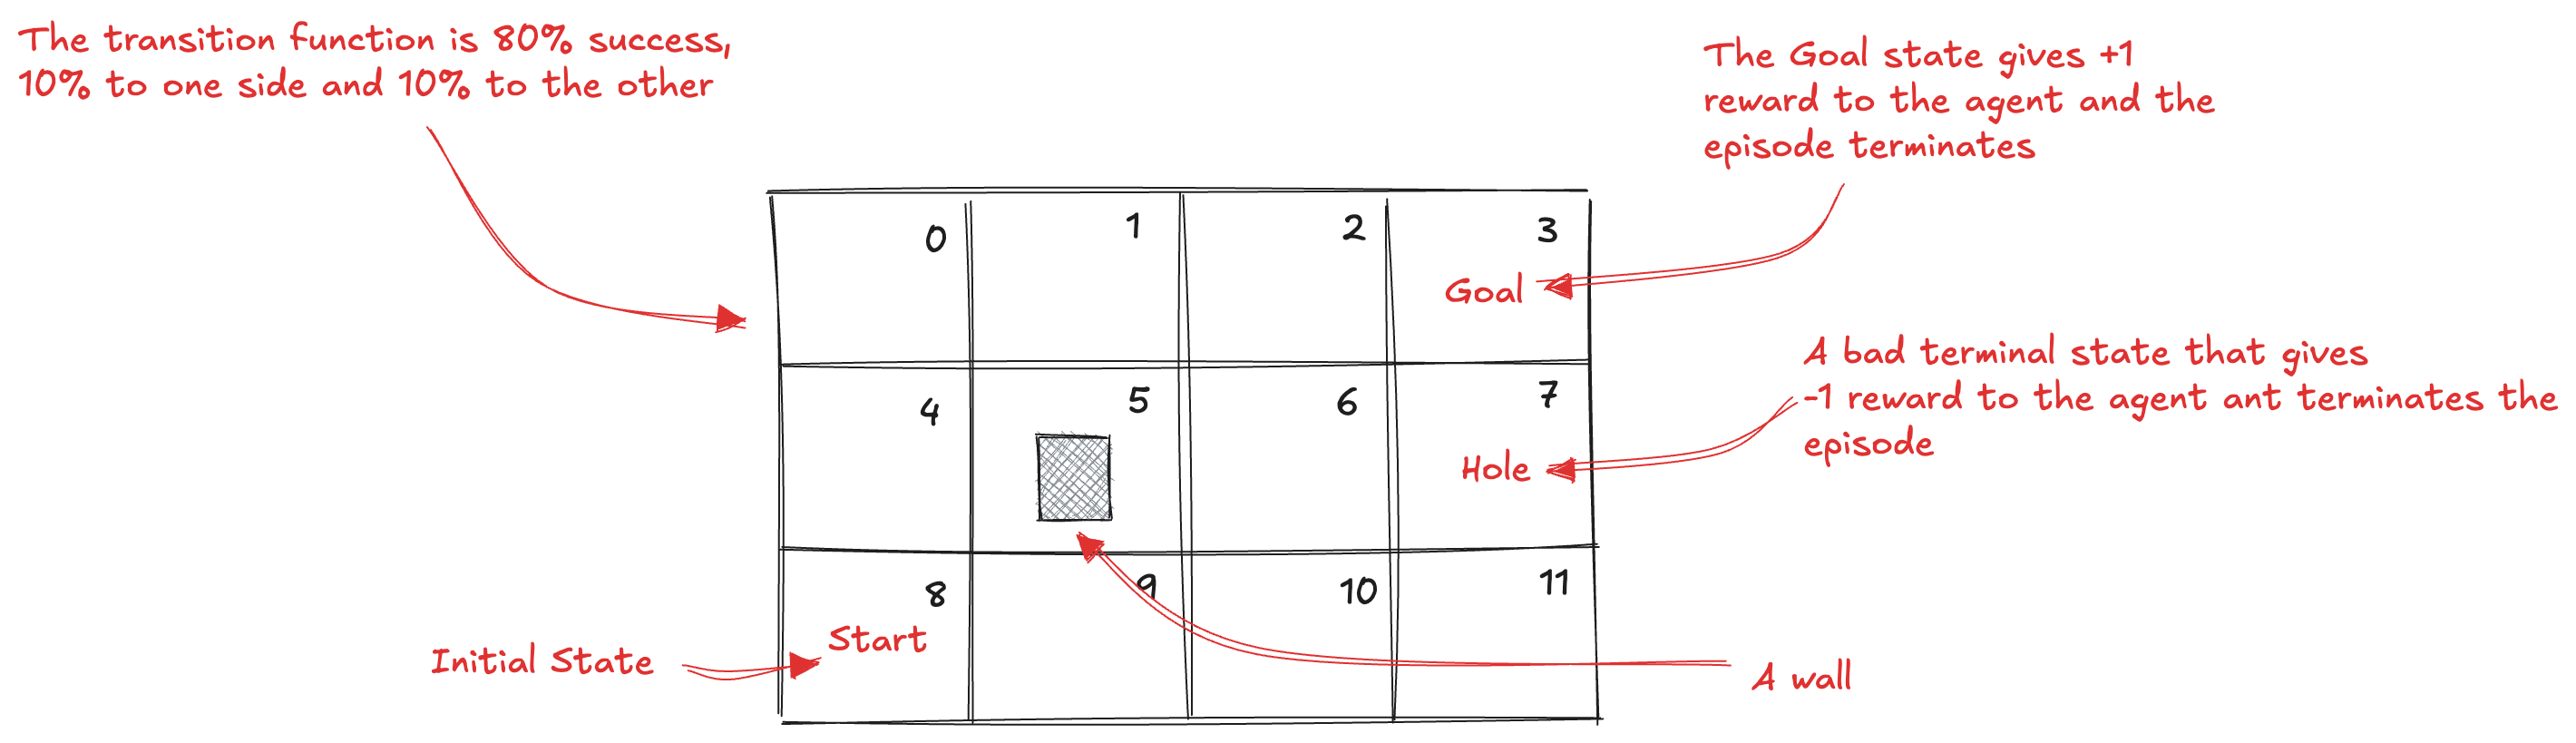 The transition function is 80% success,
10% to one side and 10% to the other
The Goal state gives +1
reward to the agent and the
episode terminates
0
1
2
3
Goal
A bad terminal state that gives
-1 reward to the agent ant terminates the
episode
4
5
6
7
Hole
8
9
10
11
Start
Initial State
A wall